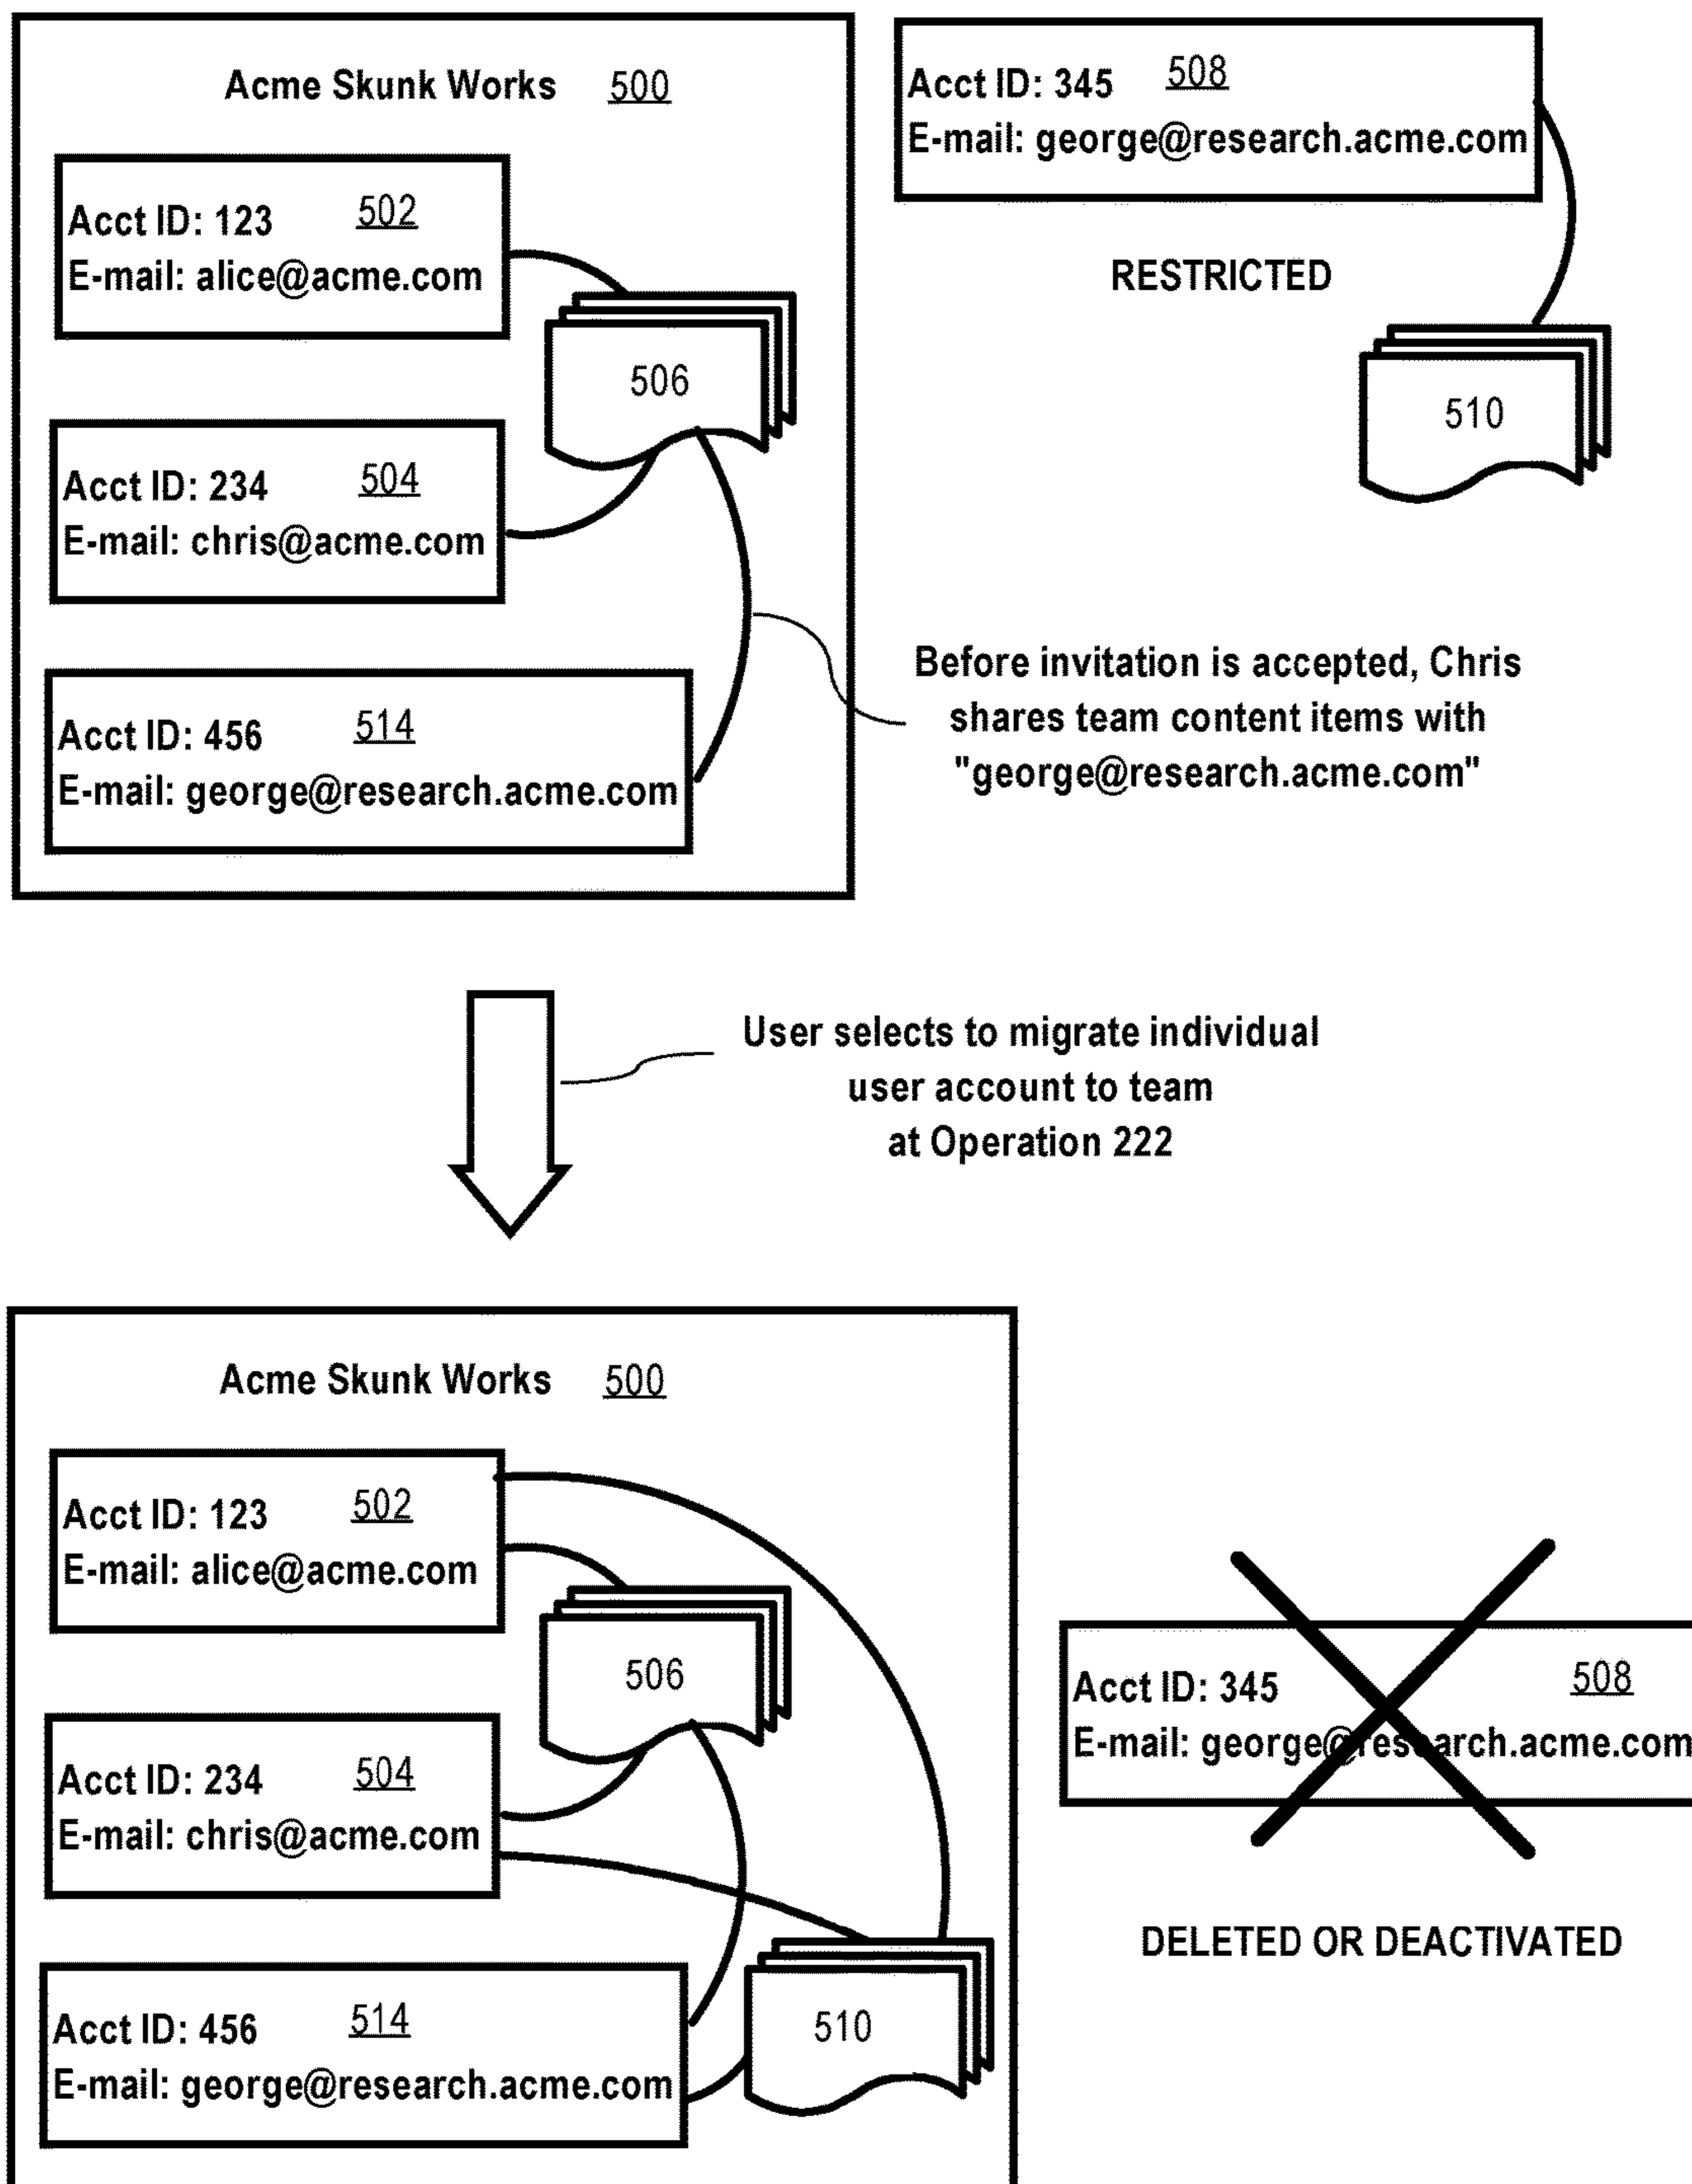 Acme Skunk Works 500
Acct ID: 123 502
E-mail: alice@acme.com
506
Acct ID: 234 504
E-mail: chris@acme.com
Acct ID: 456 514
E-mail: george@research.acme.com
Acct ID: 345 508
E-mail: george@research.acme.com
RESTRICTED
510
Before invitation is accepted, Chris
shares team content items with
"george@research.acme.com"
User selects to migrate individual
user account to team
at Operation 222
Acme Skunk Works 500
Acct ID: 123 502
E-mail: alice@acme.com
506
Acct ID: 234 504
E-mail: chris@acme.com
Acct ID: 456 514
E-mail: george@research.acme.com
510
Acct ID: 345 508
E-mail: george@research.acme.com
DELETED OR DEACTIVATED